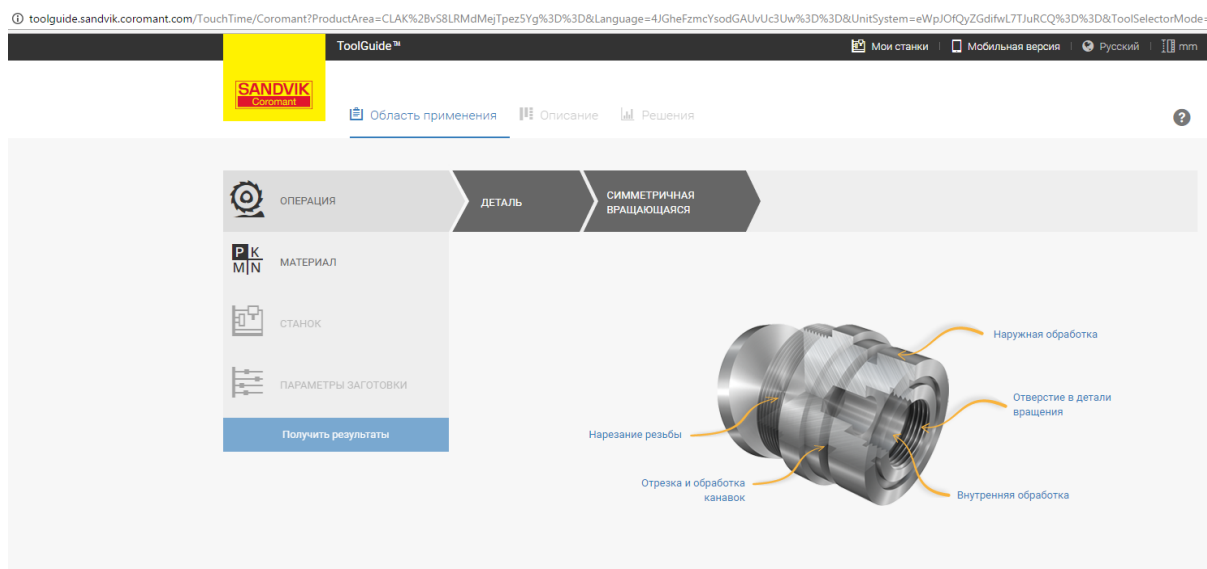 toolguide.sandvik.coromant.com/TouchTime/Coromant?ProductArea=CLAK%2BvS8LRMdMejTpez5Yg%3D%3D&Language=4JGheFzmcYsodGAUvUc3Uw%3D%3D&UnitSystem=eWpJOfQyZGdifwL7TJuRCQ%3D%3D&ToolSelectorMode=
ToolGuide™
Мои станки
Мобильная версия
Русский
mm
SANDVIK
Coromant
Область применения
Описание
Решения
?
ОПЕРАЦИЯ
ДЕТАЛЬ
СИММЕТРИЧНАЯ
ВРАЩАЮЩАЯСЯ
P K
M N
МАТЕРИАЛ
СТАНОК
ПАРАМЕТРЫ ЗАГОТОВКИ
Получить результаты
Наружная обработка
Отверстие в детали
вращения
Нарезание резьбы
Отрезка и обработка
канавок
Внутренняя обработка